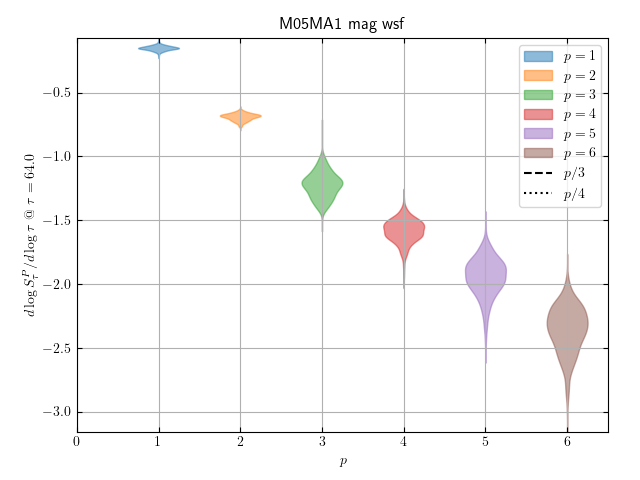 M05MA1 mag wsf
d log S_τ^P / d log τ @ τ = 64.0
−0.5
−1.0
−1.5
−2.0
−2.5
−3.0
0 1 2 3 4 5 6
p
p = 1
p = 2
p = 3
p = 4
p = 5
p = 6
p/3
p/4